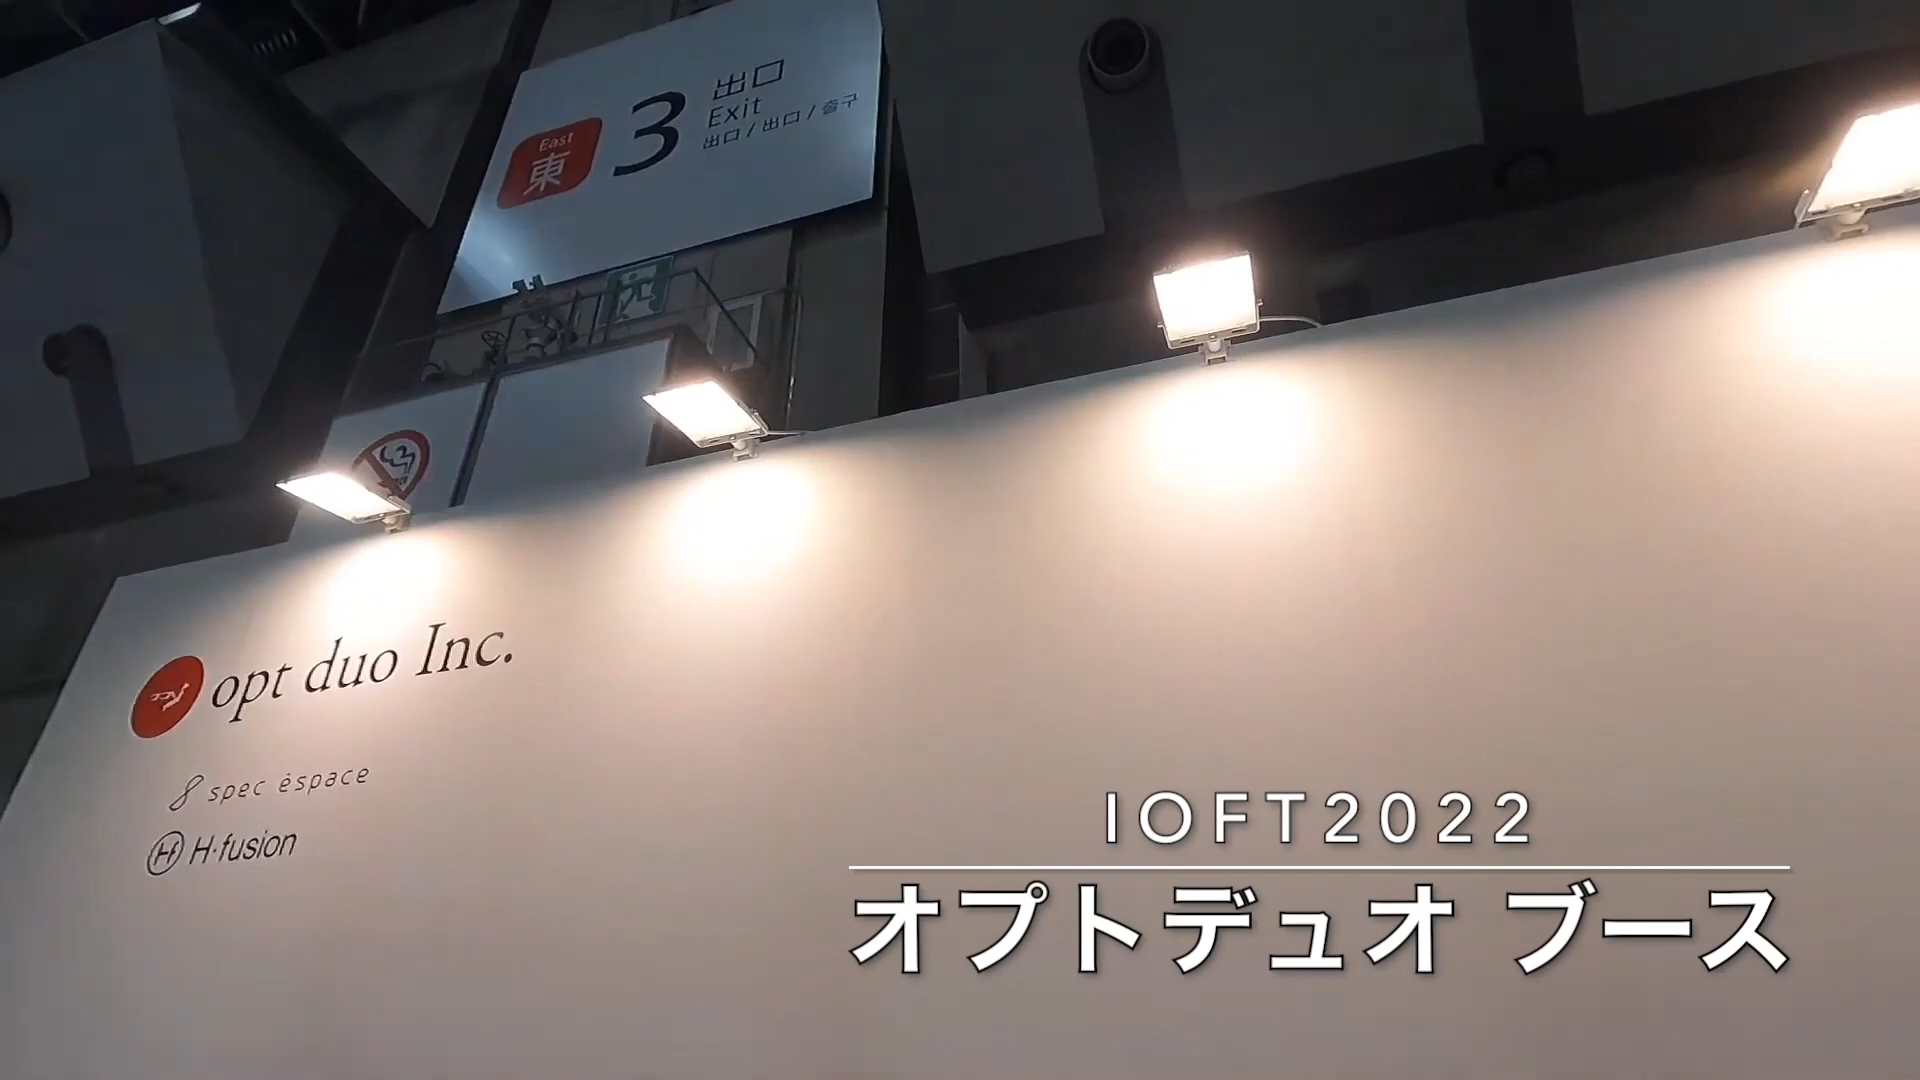 出口
East
東
3
Exit
出口 / 出口 / 출구
opt duo Inc.
spec éspace
Hf H·fusion
IOFT2022
オプトデュオ ブース